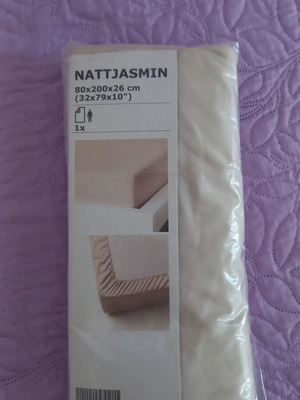 NATTJASMIN
80x200x26 cm
(32x79x10")
1x